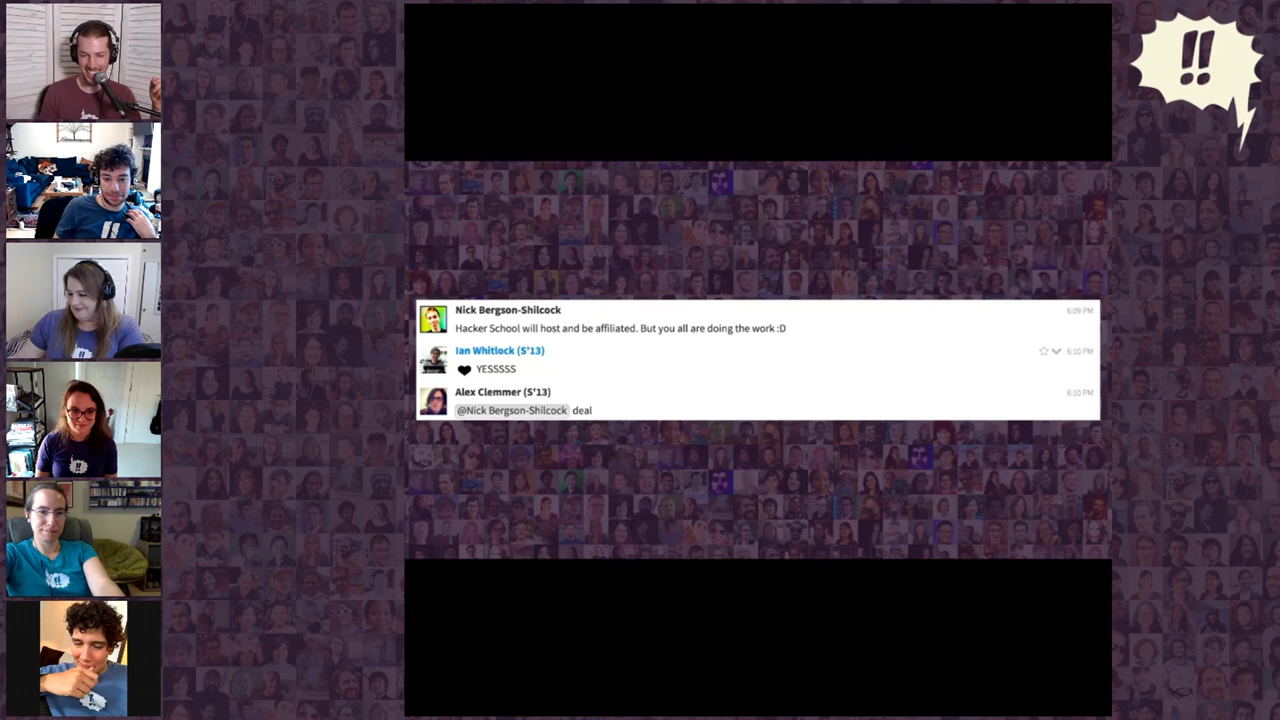 !!
Nick Bergson-Shilcock
6:09 PM
Hacker School will host and be affiliated. But you all are doing the work :D
Ian Whitlock (S'13)
6:10 PM
YESSSSS
Alex Clemmer (S'13)
6:10 PM
@Nick Bergson-Shilcock deal
!!
!!
!!
!!